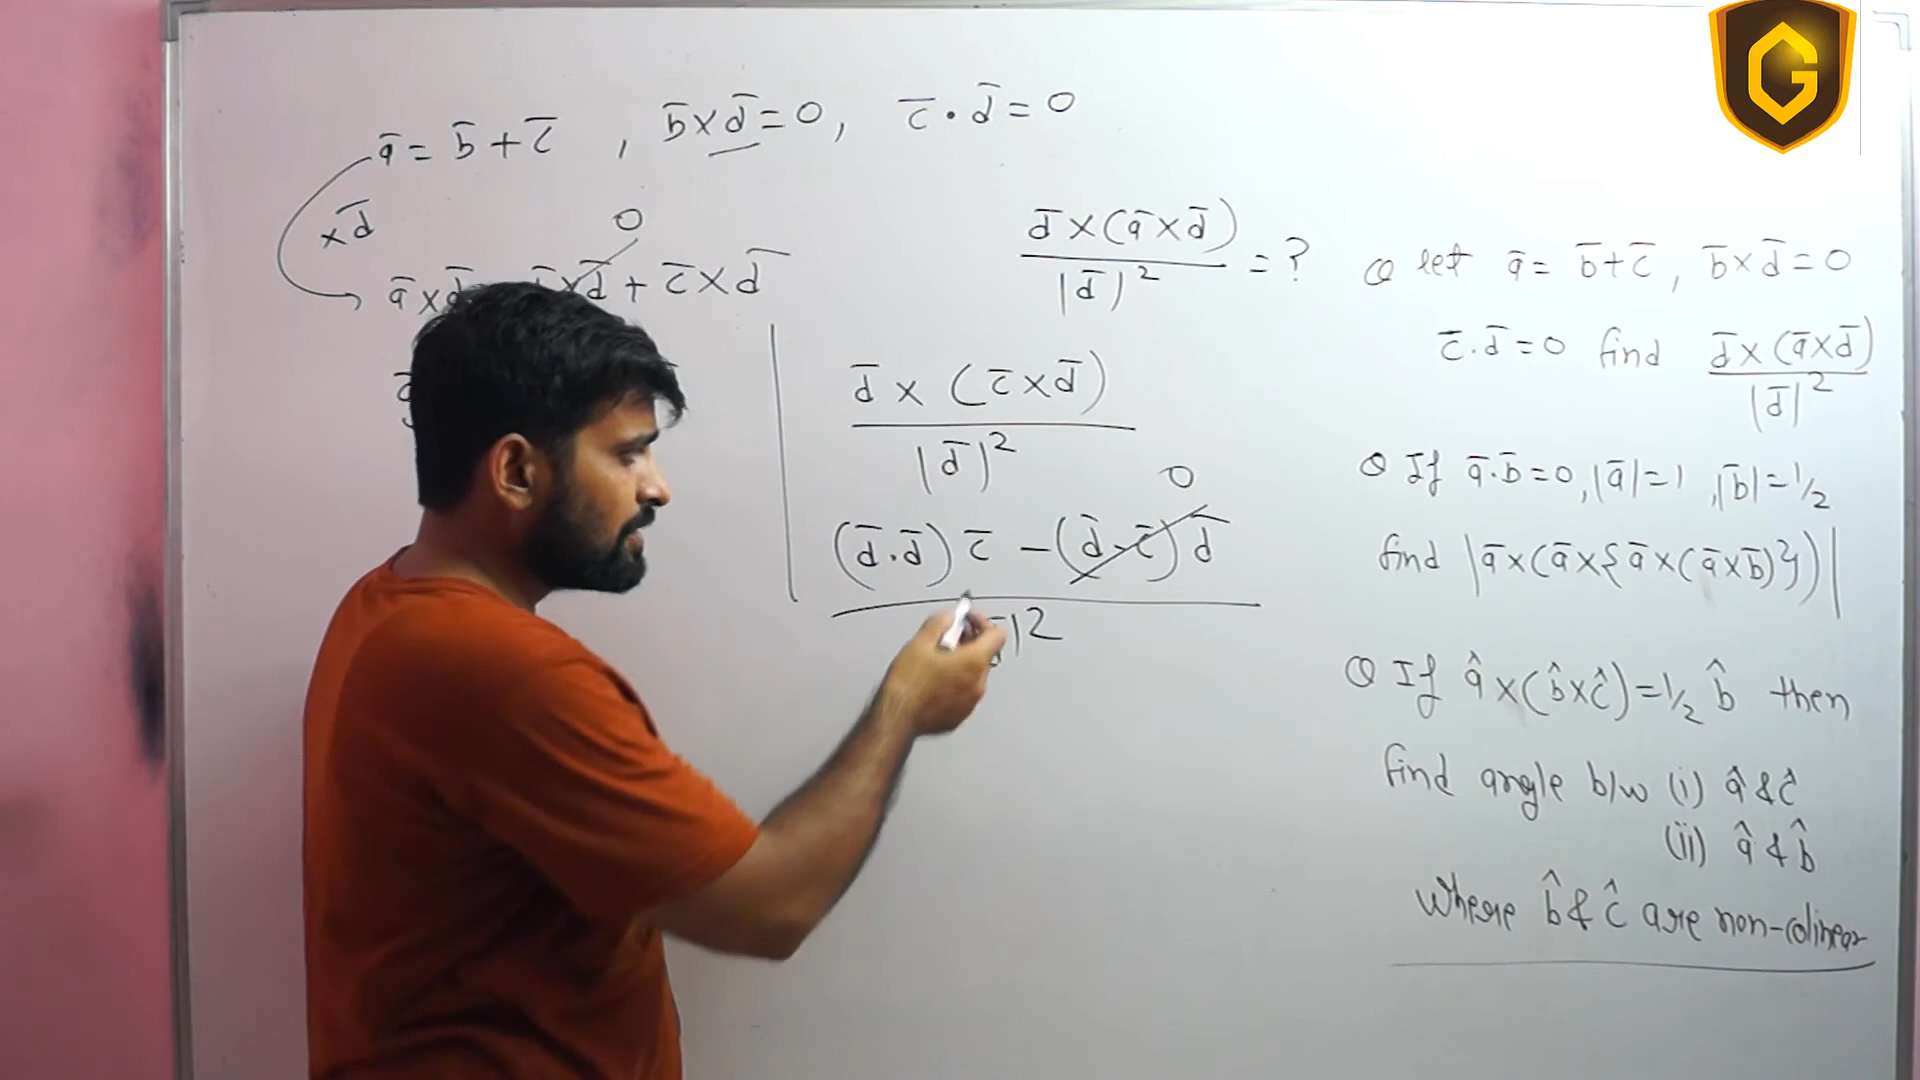 a̅ = b̅ + c̅ , b̅ × d̅ = 0, c̅ . d̅ = 0
× d̅
0
a̅ × d̅ × d̅ + c̅ × d̅
d̅ × (a̅ × d̅)
|d̅|² = ?
d̅ × (c̅ × d̅)
|d̅|²
0
(d̅.d̅) c̅ – (d̅.c̅) d̅
|²
Q let a̅ = b̅ + c̅ , b̅ × d̅ = 0
c̅ . d̅ = 0 find d̅ × (a̅ × d̅)
|d̅|²
Q If a̅.b̅ = 0, |a̅| = 1 , |b̅| = 1/2
find |a̅ × (a̅ × {a̅ × (a̅ × b̅)})|
Q If â × (b̂ × ĉ) = 1/2 b̂ then
find angle b/w (i) â & ĉ
(ii) â & b̂
where b̂ & ĉ are non-colinear
G